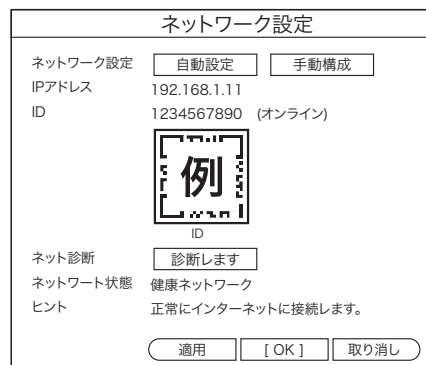 ネットワーク設定
ネットワーク設定 自動設定 手動構成
IPアドレス 192.168.1.11
ID 1234567890 (オンライン)
例
ID
ネット診断 診断します
ネットワート状態 健康ネットワーク
ヒント 正常にインターネットに接続します。
適用 [ OK ] 取り消し